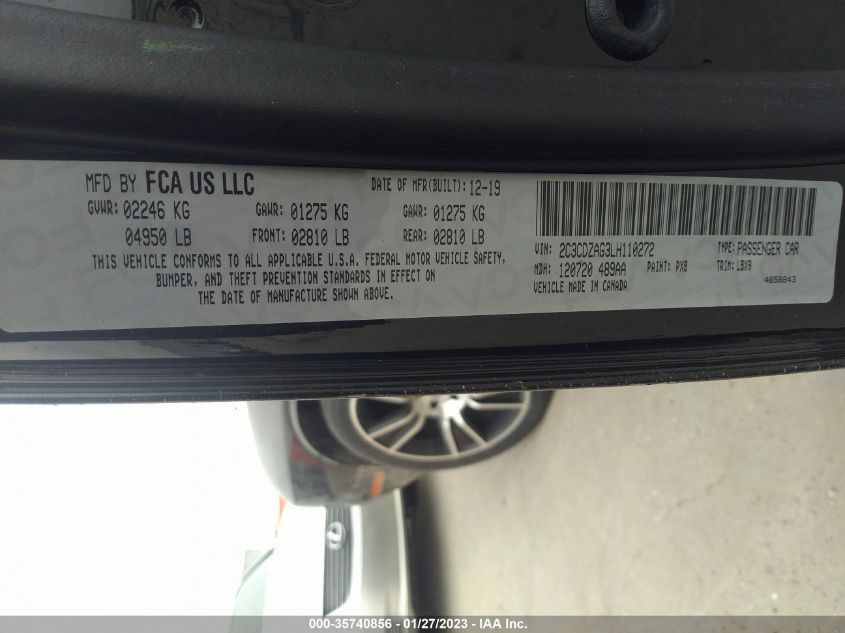 MFD BY FCA US LLC DATE OF MFR(BUILT): 12-19
GVWR: 02246 KG GAWR: 01275 KG GAWR: 01275 KG
04950 LB FRONT: 02810 LB REAR: 02810 LB
THIS VEHICLE CONFORMS TO ALL APPLICABLE U.S.A. FEDERAL MOTOR VEHICLE SAFETY,
BUMPER, AND THEFT PREVENTION STANDARDS IN EFFECT ON
THE DATE OF MANUFACTURE SHOWN ABOVE.
VIN: 2C3CDZAG3LH110272 TYPE: PASSENGER CAR
MDH: 120720 489AA PAINT: PX8 TRIM: LBX9
VEHICLE MADE IN CANADA 4658843
000-35740856 - 01/27/2023 - IAA Inc.